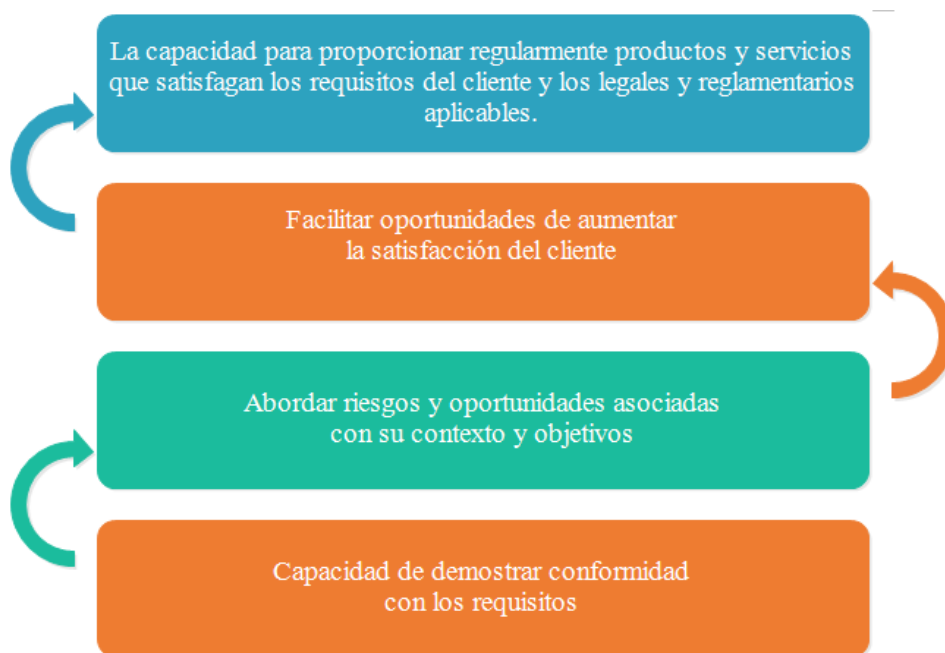 La capacidad para proporcionar regularmente productos y servicios
que satisfagan los requisitos del cliente y los legales y reglamentarios
aplicables.
Facilitar oportunidades de aumentar
la satisfacción del cliente
Abordar riesgos y oportunidades asociadas
con su contexto y objetivos
Capacidad de demostrar conformidad
con los requisitos